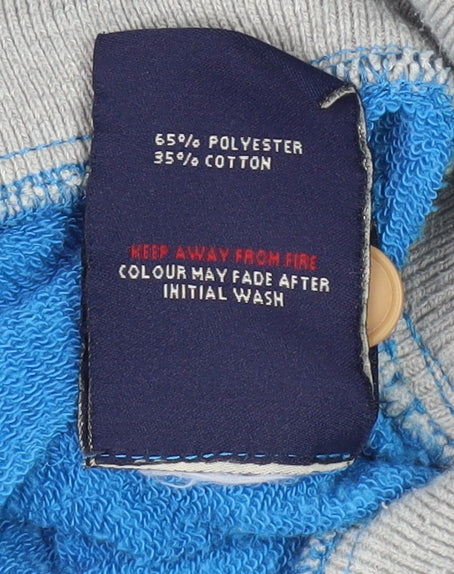 65% POLYESTER
35% COTTON
KEEP AWAY FROM FIRE
COLOUR MAY FADE AFTER
INITIAL WASH